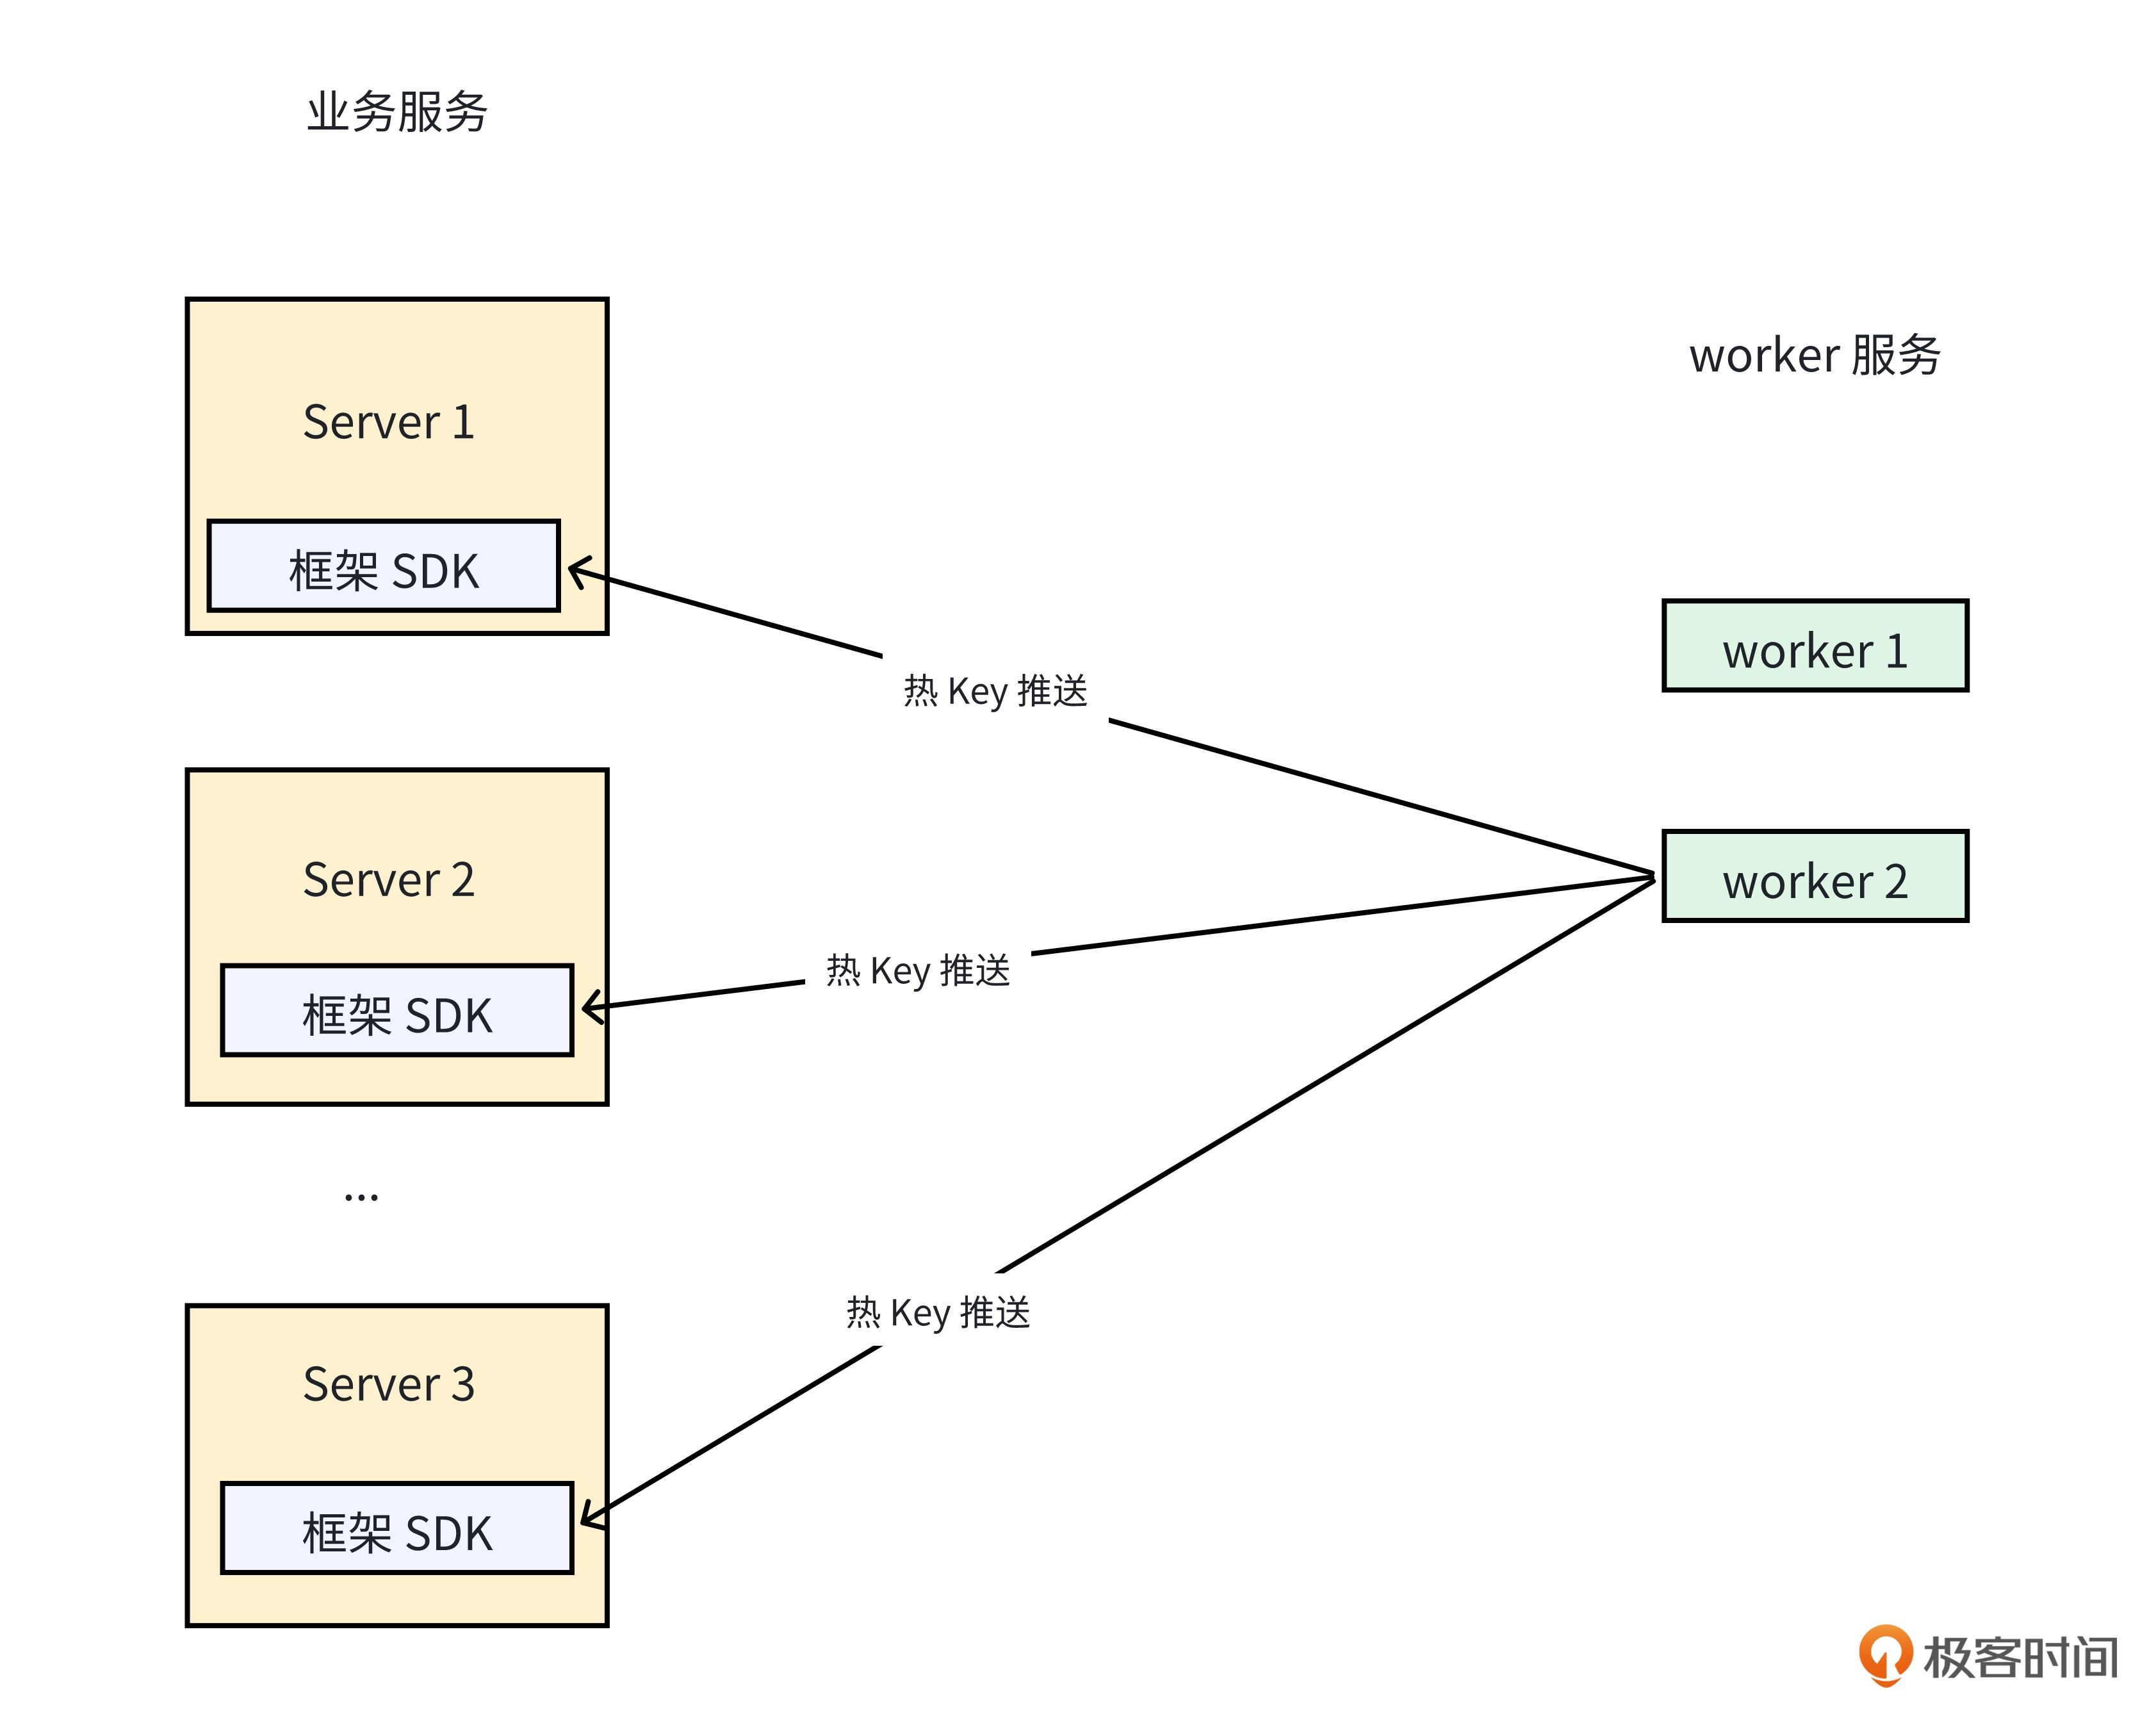 业务服务
worker 服务
Server 1
框架 SDK
热 Key 推送
worker 1
Server 2
框架 SDK
热 Key 推送
worker 2
...
热 Key 推送
Server 3
框架 SDK
极客时间